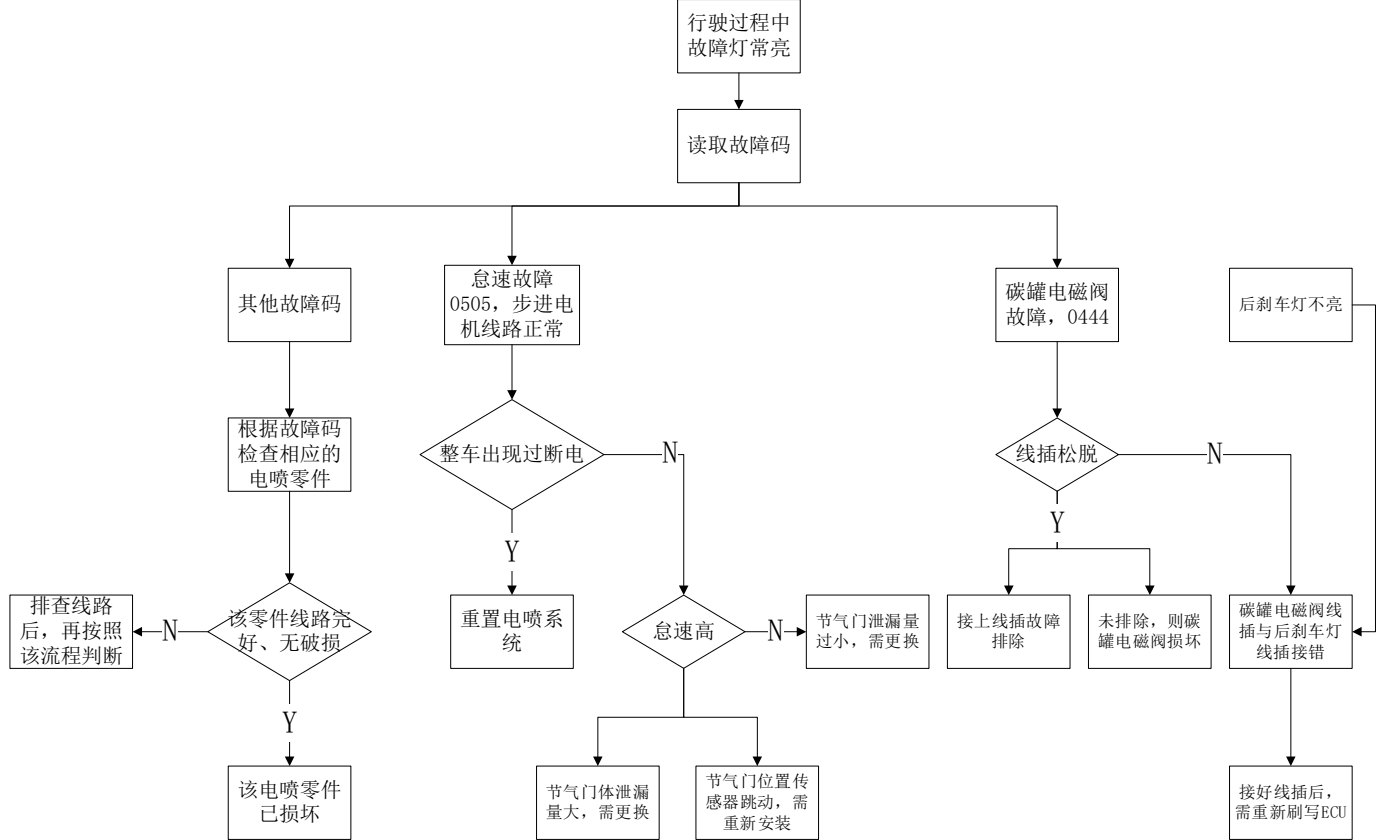 行驶过程中
故障灯常亮
读取故障码
其他故障码
怠速故障
0505，步进电
机线路正常
碳罐电磁阀
故障，0444
后刹车灯不亮
根据故障码
检查相应的
电喷零件
整车出现过断电
N
线插松脱
N
Y
Y
排查线路
后，再按照
该流程判断
N
该零件线路完
好、无破损
重置电喷系
统
怠速高
N
节气门泄漏量
过小，需更换
接上线插故障
排除
未排除，则碳
罐电磁阀损坏
碳罐电磁阀线
插与后刹车灯
线插接错
Y
该电喷零件
已损坏
节气门体泄漏
量大，需更换
节气门位置传
感器跳动，需
重新安装
接好线插后，
需重新刷写ECU